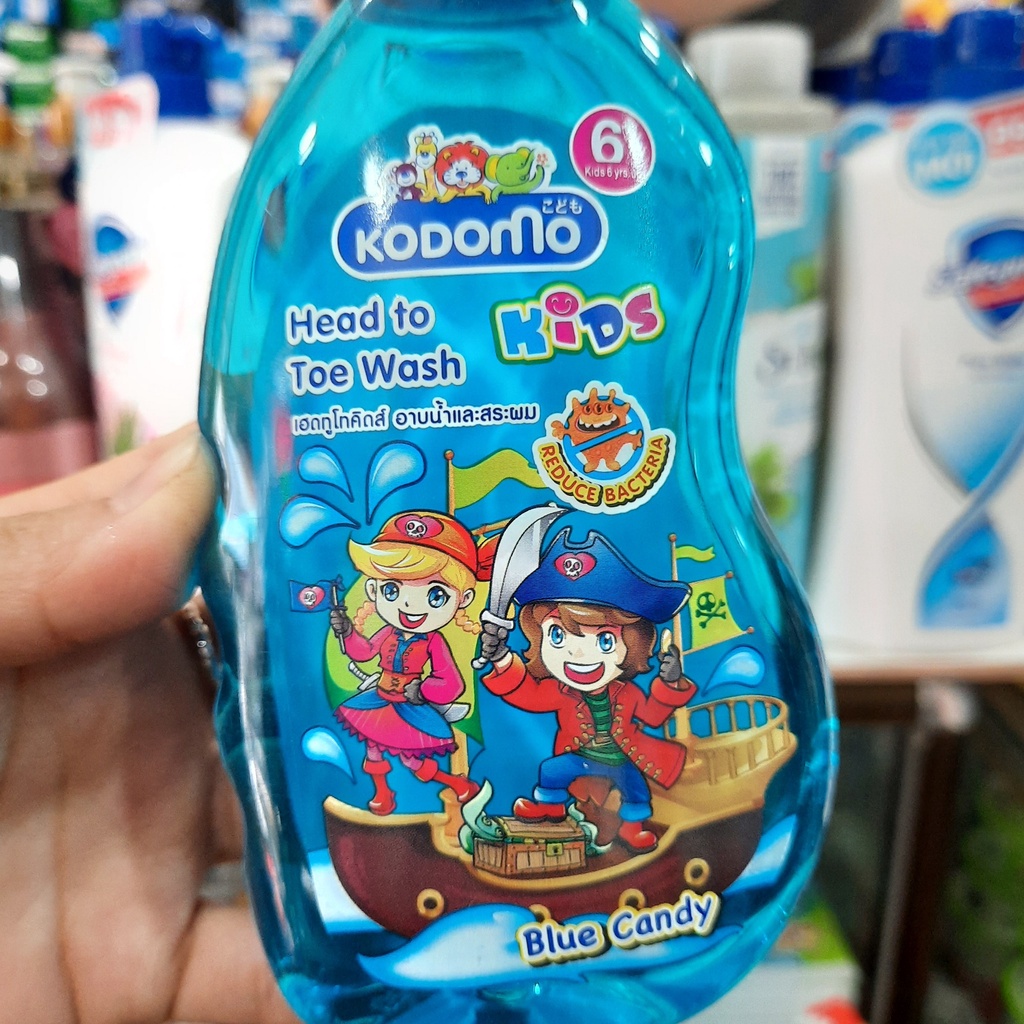 6
Kids 6 yrs.
こども
KODOMO
Head to
Toe Wash
KiDS
เฮดทูโทคิดส์ อาบน้ำและสระผม
REDUCE BACTERIA
Blue Candy
MỚI